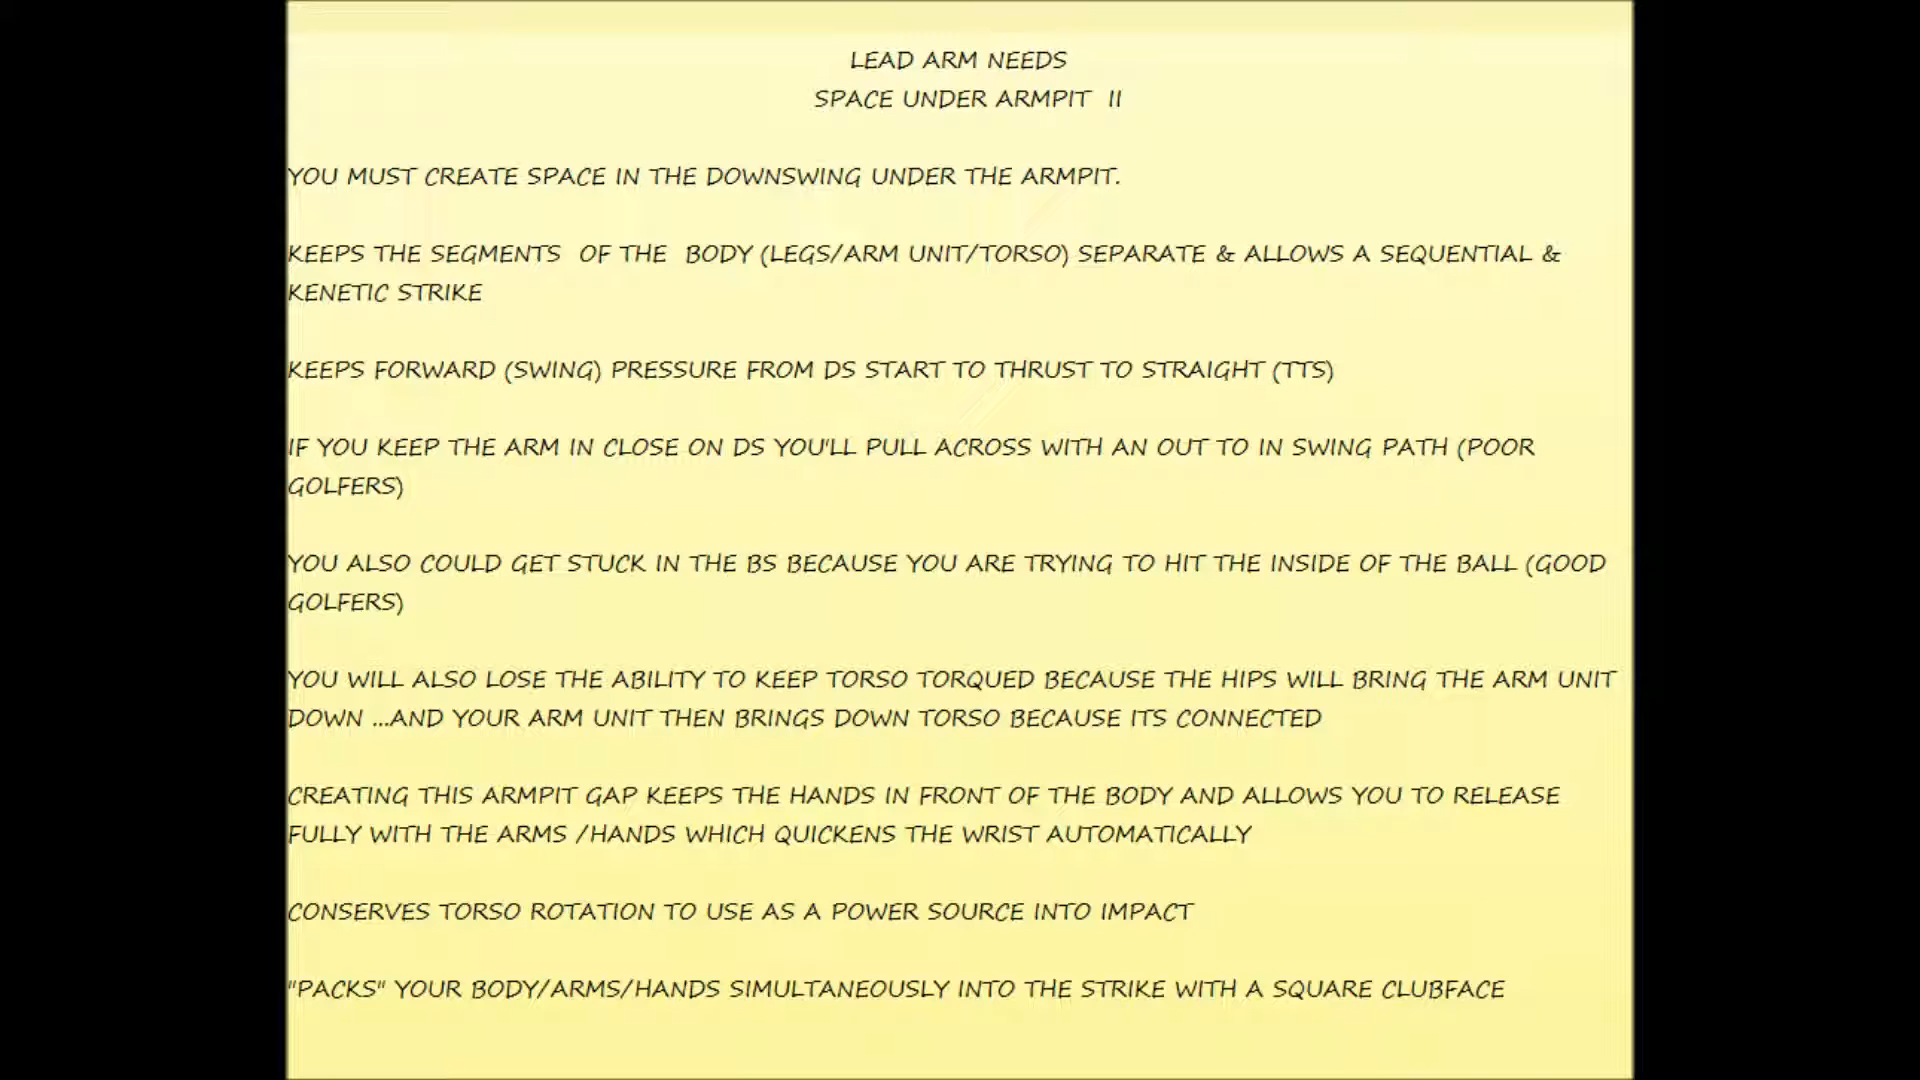 LEAD ARM NEEDS
SPACE UNDER ARMPIT II
YOU MUST CREATE SPACE IN THE DOWNSWING UNDER THE ARMPIT.
KEEPS THE SEGMENTS OF THE BODY (LEGS/ARM UNIT/TORSO) SEPARATE & ALLOWS A SEQUENTIAL &
KENETIC STRIKE
KEEPS FORWARD (SWING) PRESSURE FROM DS START TO THRUST TO STRAIGHT (TTS)
IF YOU KEEP THE ARM IN CLOSE ON DS YOU'LL PULL ACROSS WITH AN OUT TO IN SWING PATH (POOR
GOLFERS)
YOU ALSO COULD GET STUCK IN THE BS BECAUSE YOU ARE TRYING TO HIT THE INSIDE OF THE BALL (GOOD
GOLFERS)
YOU WILL ALSO LOSE THE ABILITY TO KEEP TORSO TORQUED BECAUSE THE HIPS WILL BRING THE ARM UNIT
DOWN ...AND YOUR ARM UNIT THEN BRINGS DOWN TORSO BECAUSE ITS CONNECTED
CREATING THIS ARMPIT GAP KEEPS THE HANDS IN FRONT OF THE BODY AND ALLOWS YOU TO RELEASE
FULLY WITH THE ARMS /HANDS WHICH QUICKENS THE WRIST AUTOMATICALLY
CONSERVES TORSO ROTATION TO USE AS A POWER SOURCE INTO IMPACT
"PACKS" YOUR BODY/ARMS/HANDS SIMULTANEOUSLY INTO THE STRIKE WITH A SQUARE CLUBFACE